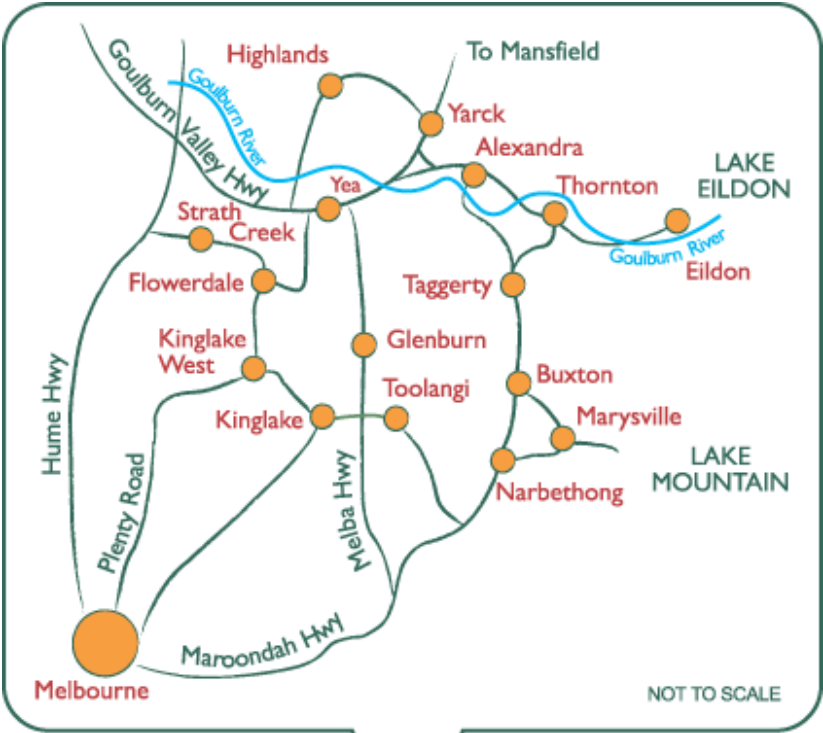 Highlands
To Mansfield
Goulburn River
Goulburn Valley Hwy
Yarck
Alexandra
LAKE
EILDON
Yea
Thornton
Strath
Creek
Goulburn River
Eildon
Flowerdale
Taggerty
Kinglake
West
Glenburn
Hume Hwy
Buxton
Toolangi
Marysville
Kinglake
LAKE
MOUNTAIN
Narbethong
Plenty Road
Melba Hwy
Maroondah Hwy
Melbourne
NOT TO SCALE